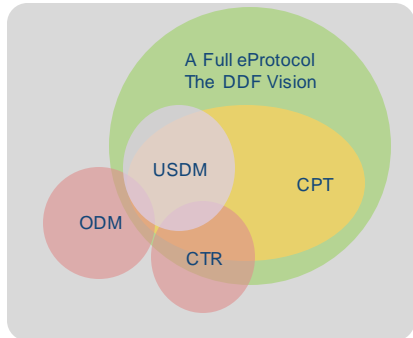 A Full eProtocol
The DDF Vision
USDM
CPT
ODM
CTR